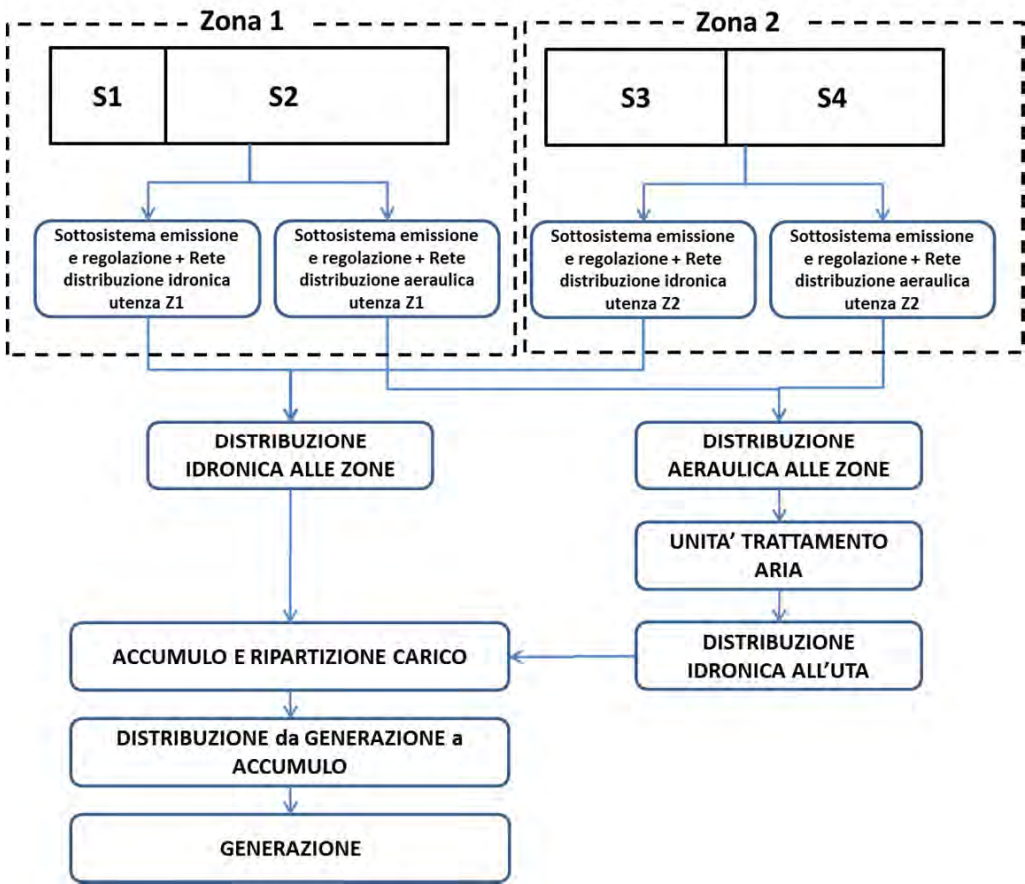 Zona 1
Zona 2
S1
S2
S3
S4
Sottosistema emissione
e regolazione + Rete
distribuzione idronica
utenza Z1
Sottosistema emissione
e regolazione + Rete
distribuzione aeraulica
utenza Z1
Sottosistema emissione
e regolazione + Rete
distribuzione idronica
utenza Z2
Sottosistema emissione
e regolazione + Rete
distribuzione aeraulica
utenza Z2
DISTRIBUZIONE
IDRONICA ALLE ZONE
DISTRIBUZIONE
AERAULICA ALLE ZONE
UNITA’ TRATTAMENTO
ARIA
ACCUMULO E RIPARTIZIONE CARICO
DISTRIBUZIONE
IDRONICA ALL’UTA
DISTRIBUZIONE da GENERAZIONE a
ACCUMULO
GENERAZIONE